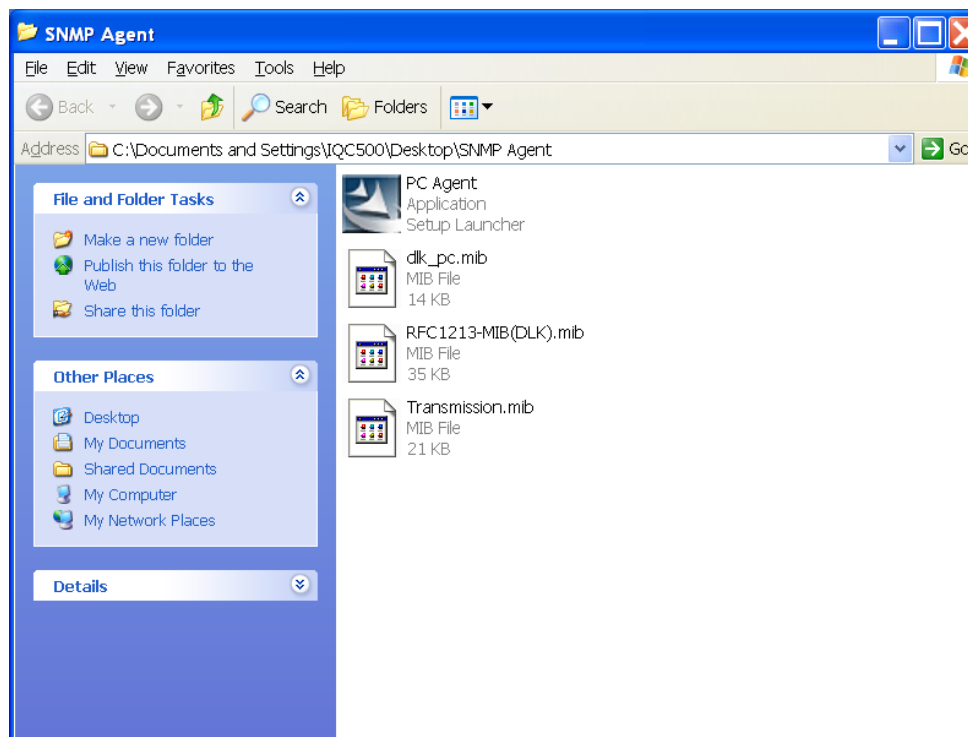 SNMP Agent
File Edit View Favorites Tools Help
Back Search Folders
Address C:\Documents and Settings\IQC500\Desktop\SNMP Agent Go
File and Folder Tasks
Make a new folder
Publish this folder to the
Web
Share this folder
Other Places
Desktop
My Documents
Shared Documents
My Computer
My Network Places
Details
PC Agent
Application
Setup Launcher
dlk_pc.mib
MIB File
14 KB
RFC1213-MIB(DLK).mib
MIB File
35 KB
Transmission.mib
MIB File
21 KB